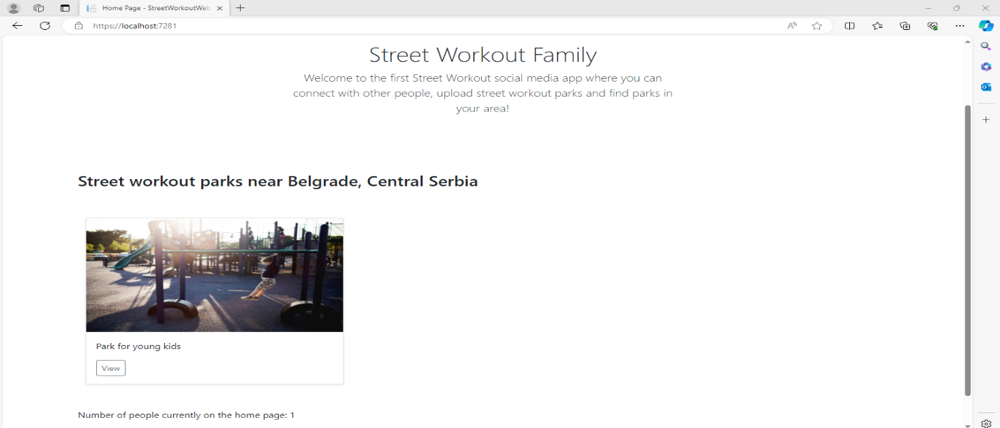 Home Page - StreetWorkoutWeb
https://localhost:7281
Street Workout Family
Welcome to the first Street Workout social media app where you can
connect with other people, upload street workout parks and find parks in
your area!
Street workout parks near Belgrade, Central Serbia
Park for young kids
View
Number of people currently on the home page: 1